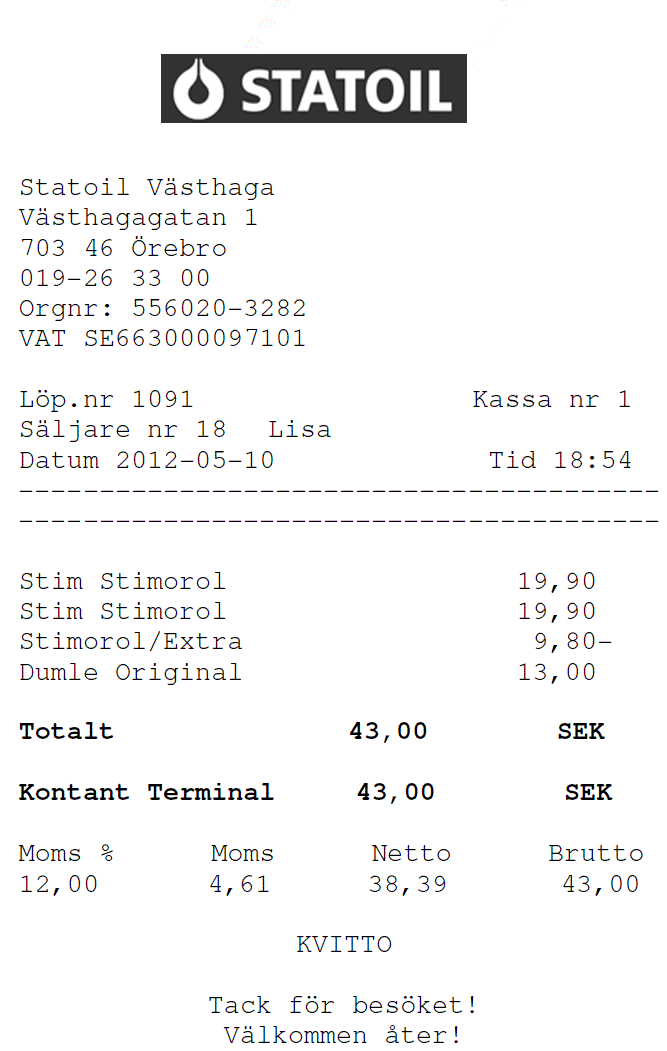 STATOIL
Statoil Västhaga
Västhagagatan 1
703 46 Örebro
019-26 33 00
Orgnr: 556020-3282
VAT SE663000097101
Löp.nr 1091 Kassa nr 1
Säljare nr 18 Lisa
Datum 2012-05-10 Tid 18:54
----------------------------------------
----------------------------------------
Stim Stimorol 19,90
Stim Stimorol 19,90
Stimorol/Extra 9,80-
Dumle Original 13,00
Totalt 43,00 SEK
Kontant Terminal 43,00 SEK
Moms % Moms Netto Brutto
12,00 4,61 38,39 43,00
KVITTO
Tack för besöket!
Välkommen åter!